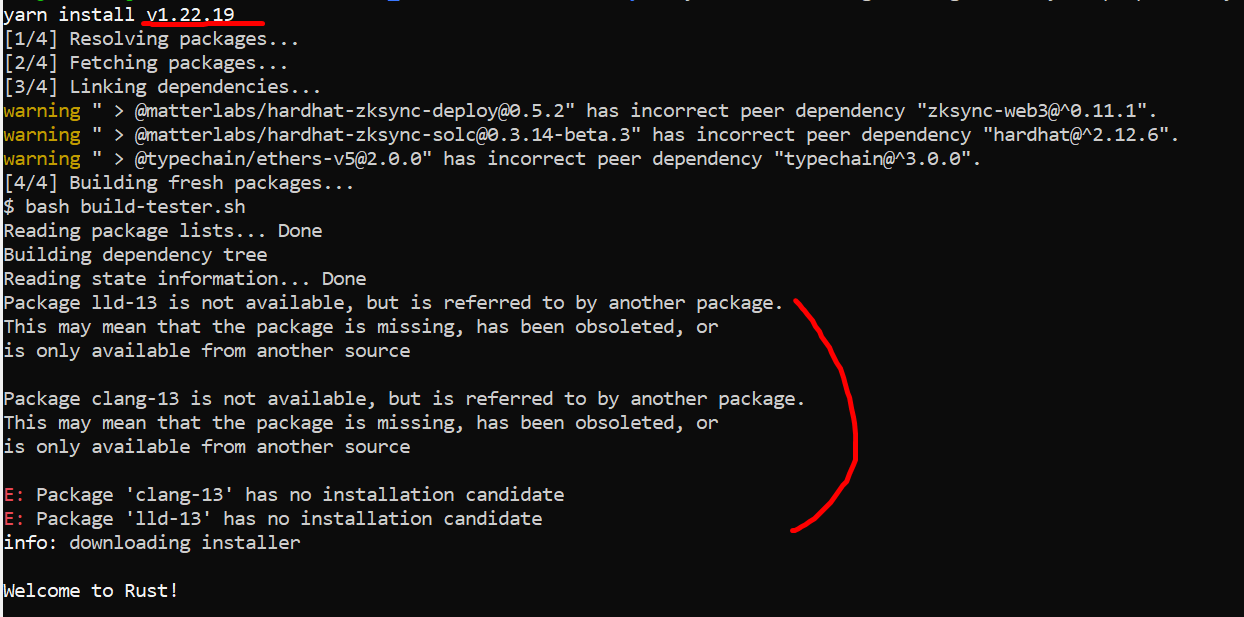 yarn install v1.22.19
[1/4] Resolving packages...
[2/4] Fetching packages...
[3/4] Linking dependencies...
warning " > @matterlabs/hardhat-zksync-deploy@0.5.2" has incorrect peer dependency "zksync-web3@^0.11.1".
warning " > @matterlabs/hardhat-zksync-solc@0.3.14-beta.3" has incorrect peer dependency "hardhat@^2.12.6".
warning " > @typechain/ethers-v5@2.0.0" has incorrect peer dependency "typechain@^3.0.0".
[4/4] Building fresh packages...
$ bash build-tester.sh
Reading package lists... Done
Building dependency tree
Reading state information... Done
Package lld-13 is not available, but is referred to by another package.
This may mean that the package is missing, has been obsoleted, or
is only available from another source
Package clang-13 is not available, but is referred to by another package.
This may mean that the package is missing, has been obsoleted, or
is only available from another source
E: Package 'clang-13' has no installation candidate
E: Package 'lld-13' has no installation candidate
info: downloading installer
Welcome to Rust!